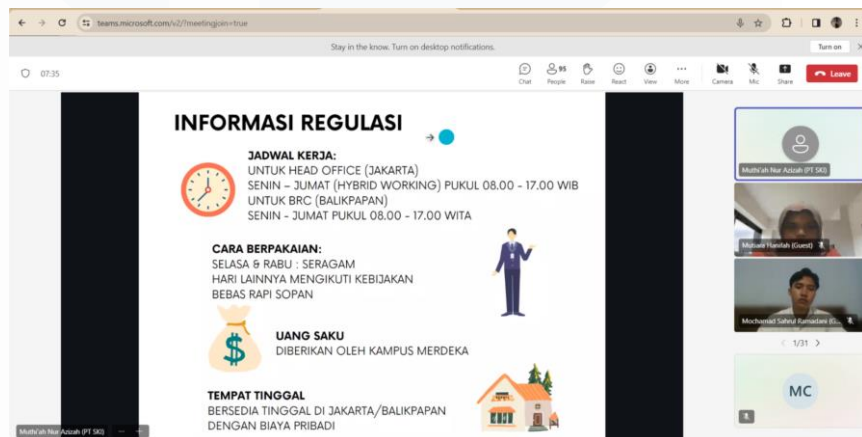 teams.microsoft.com/v2/?meetingjoin=true
Stay in the know. Turn on desktop notifications.
Turn on
07:35
Chat
95
People
Raise
React
View
More
Camera
Mic
Share
Leave
INFORMASI REGULASI
JADWAL KERJA:
UNTUK HEAD OFFICE (JAKARTA)
SENIN – JUMAT (HYBRID WORKING) PUKUL 08.00 - 17.00 WIB
UNTUK BRC (BALIKPAPAN)
SENIN - JUMAT PUKUL 08.00 - 17.00 WITA
CARA BERPAKAIAN:
SELASA & RABU : SERAGAM
HARI LAINNYA MENGIKUTI KEBIJAKAN
BEBAS RAPI SOPAN
$
UANG SAKU
DIBERIKAN OLEH KAMPUS MERDEKA
TEMPAT TINGGAL
BERSEDIA TINGGAL DI JAKARTA/BALIKPAPAN
DENGAN BIAYA PRIBADI
Muthi'ah Nur Azizah (PT SKI)
Muthi'ah Nur Azizah (PT SKI)
Mutiara Hanifah (Guest)
Mochamad Sahrul Ramadani (G...
1/31
MC